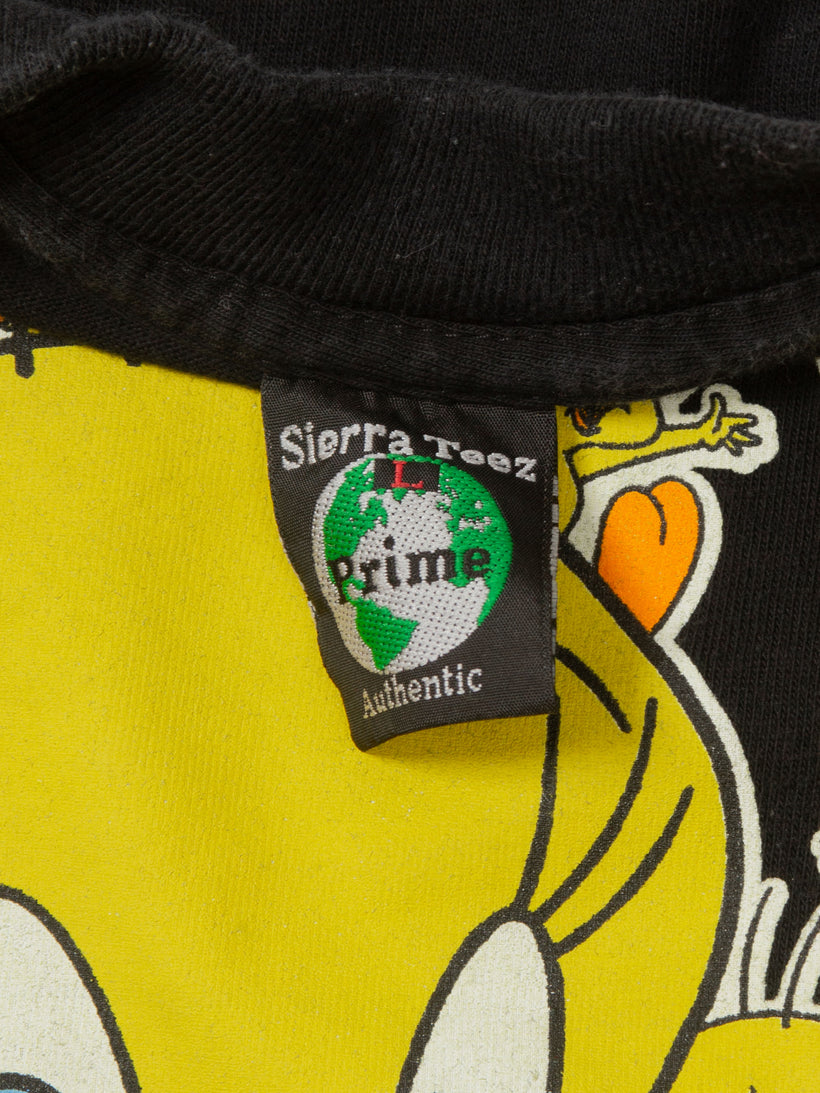 Sierra Teez
L
Prime
Authentic